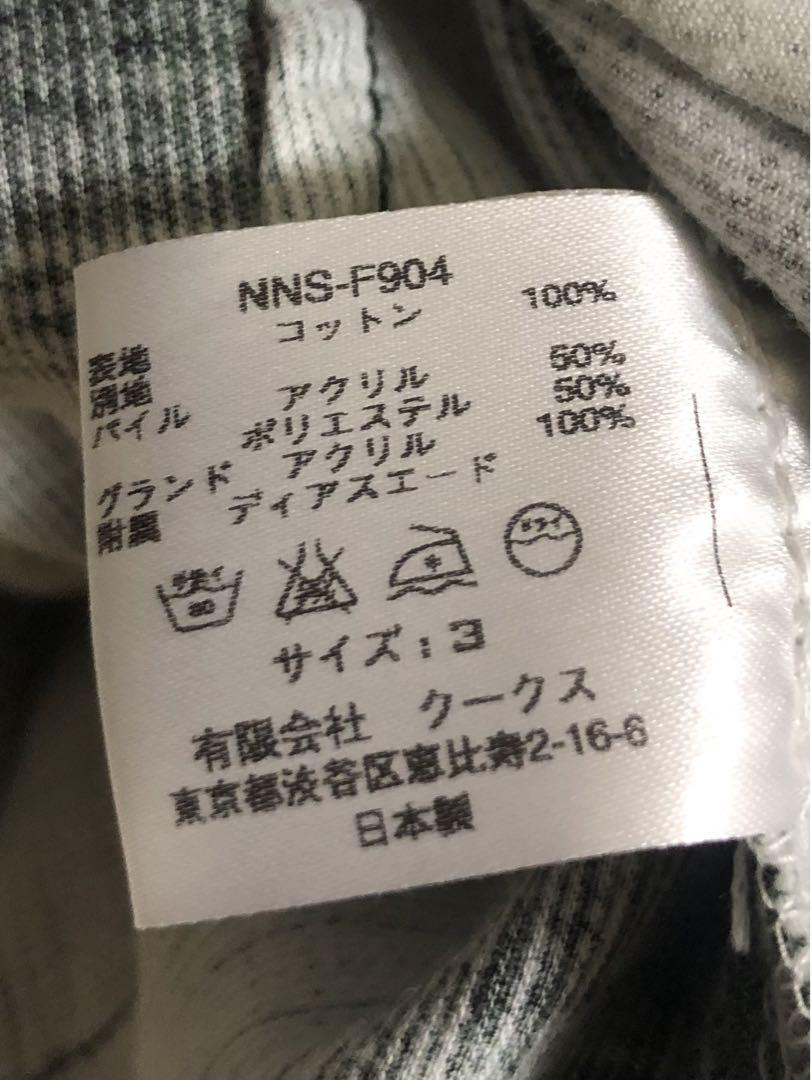 NNS-F904
表地 コットン 100%
別地
パイル アクリル 50%
ポリエステル 50%
グランド アクリル 100%
附属 ディアスエード
サイズ:3
有限会社 クークス
東京都渋谷区恵比寿2-16-6
日本製